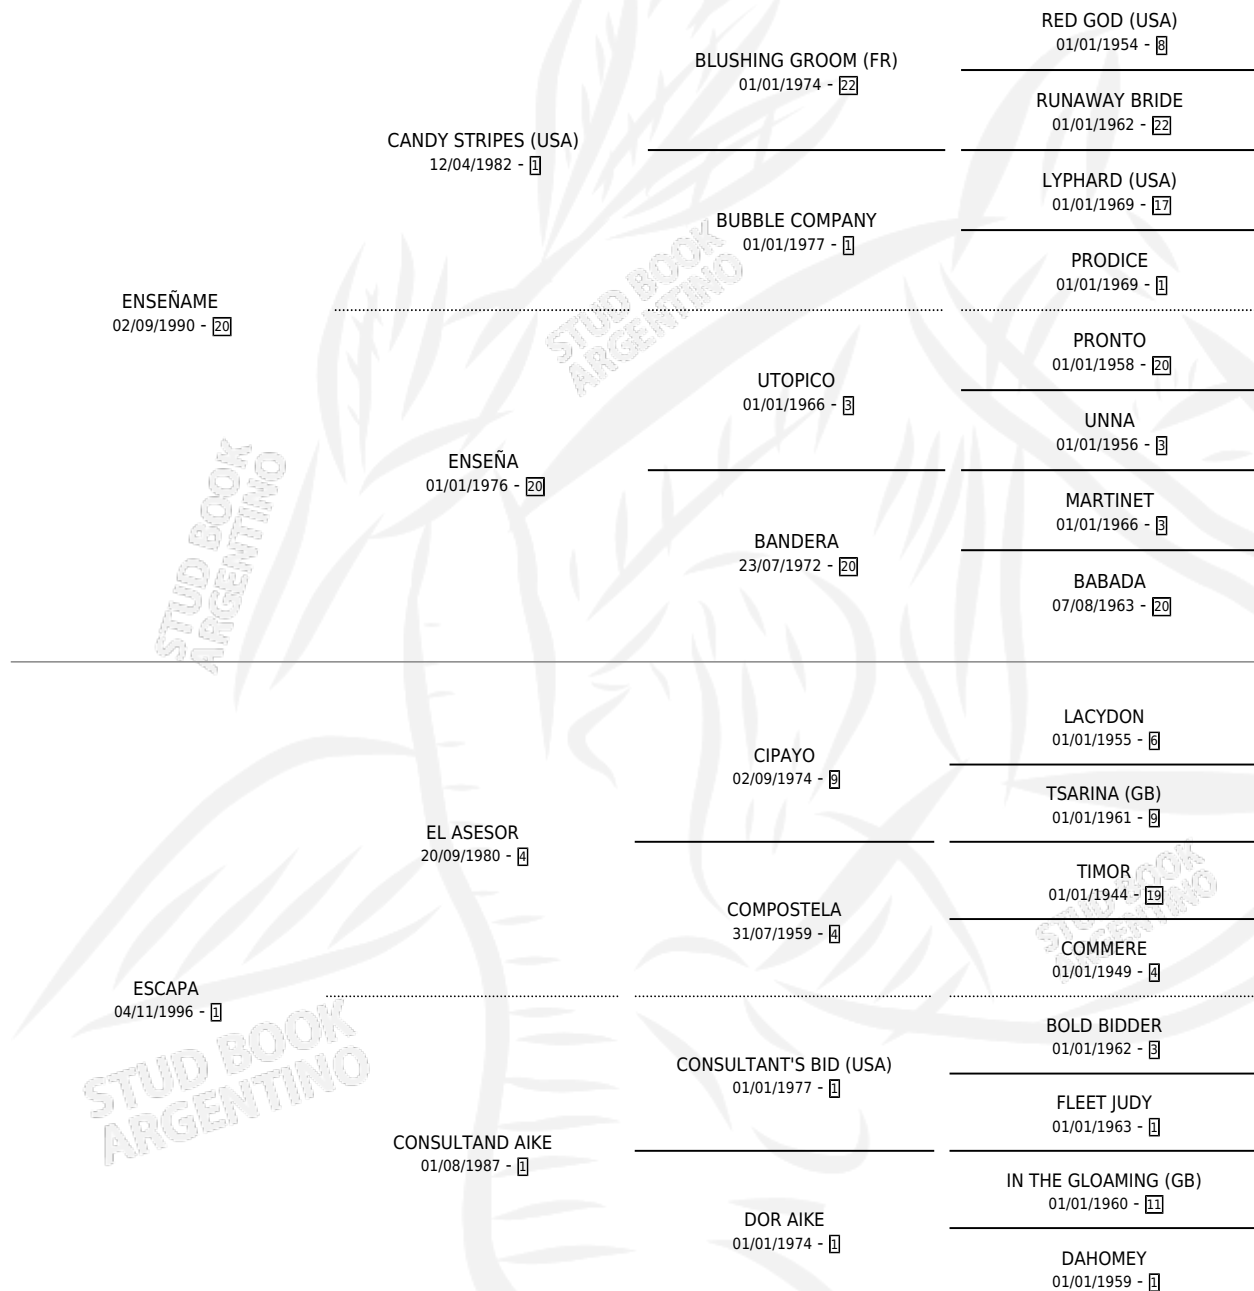 RED GOD (USA)
01/01/1954 - 8
BLUSHING GROOM (FR)
01/01/1974 - 22
RUNAWAY BRIDE
01/01/1962 - 22
CANDY STRIPES (USA)
12/04/1982 - 1
LYPHARD (USA)
01/01/1969 - 17
BUBBLE COMPANY
01/01/1977 - 1
PRODICE
01/01/1969 - 1
ENSEÑAME
02/09/1990 - 20
PRONTO
01/01/1958 - 20
UTOPICO
01/01/1966 - 3
UNNA
01/01/1956 - 3
ENSEÑA
01/01/1976 - 20
MARTINET
01/01/1966 - 3
BANDERA
23/07/1972 - 20
BABADA
07/08/1963 - 20
STUD BOOK
ARGENTINO
STUD BOOK
ARGENTINO
LACYDON
01/01/1955 - 6
CIPAYO
02/09/1974 - 9
TSARINA (GB)
01/01/1961 - 9
EL ASESOR
20/09/1980 - 4
TIMOR
01/01/1944 - 19
COMPOSTELA
31/07/1959 - 4
COMMERE
01/01/1949 - 4
ESCAPA
04/11/1996 - 1
BOLD BIDDER
01/01/1962 - 3
CONSULTANT'S BID (USA)
01/01/1977 - 1
FLEET JUDY
01/01/1963 - 1
CONSULTAND AIKE
01/08/1987 - 1
IN THE GLOAMING (GB)
01/01/1960 - 11
DOR AIKE
01/01/1974 - 1
DAHOMEY
01/01/1959 - 1
STUD BOOK
ARGENTINO
STUD BOOK
ARGENTINO